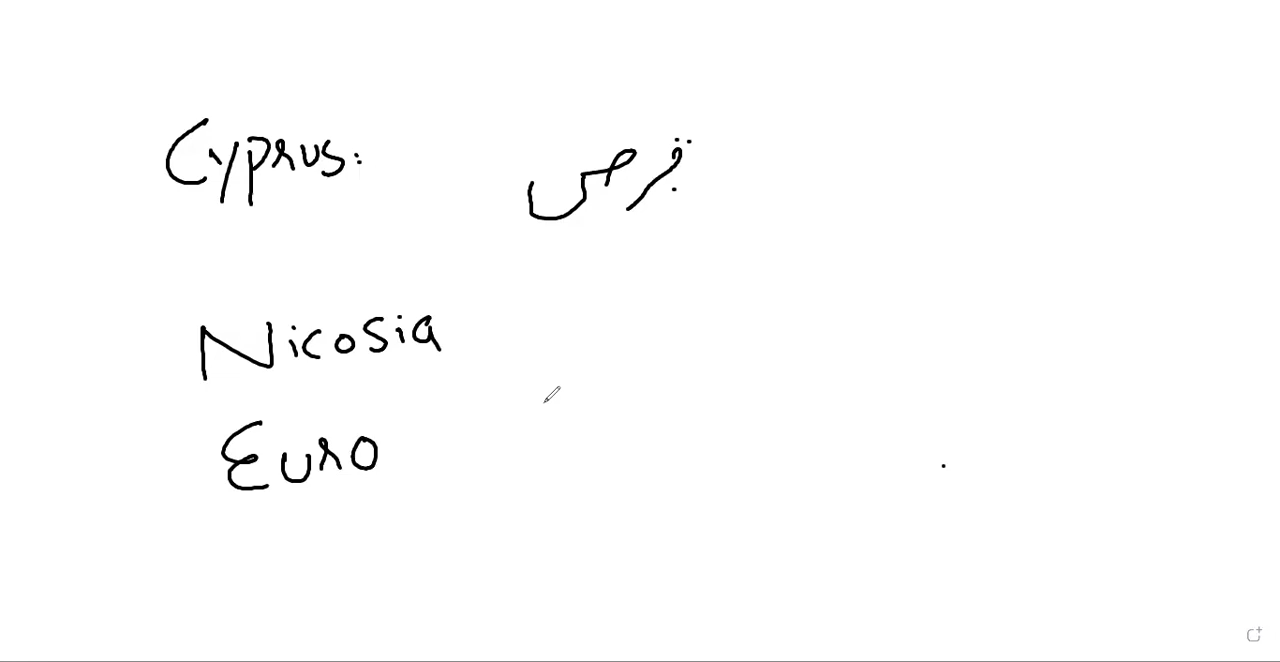 Cyprus: قبرص
Nicosia
Euro